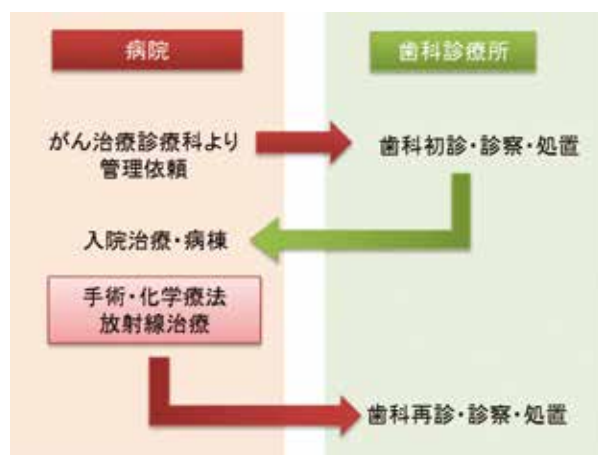 病院
歯科診療所
がん治療診療科より
管理依頼
歯科初診・診察・処置
入院治療・病棟
手術・化学療法
放射線治療
歯科再診・診察・処置